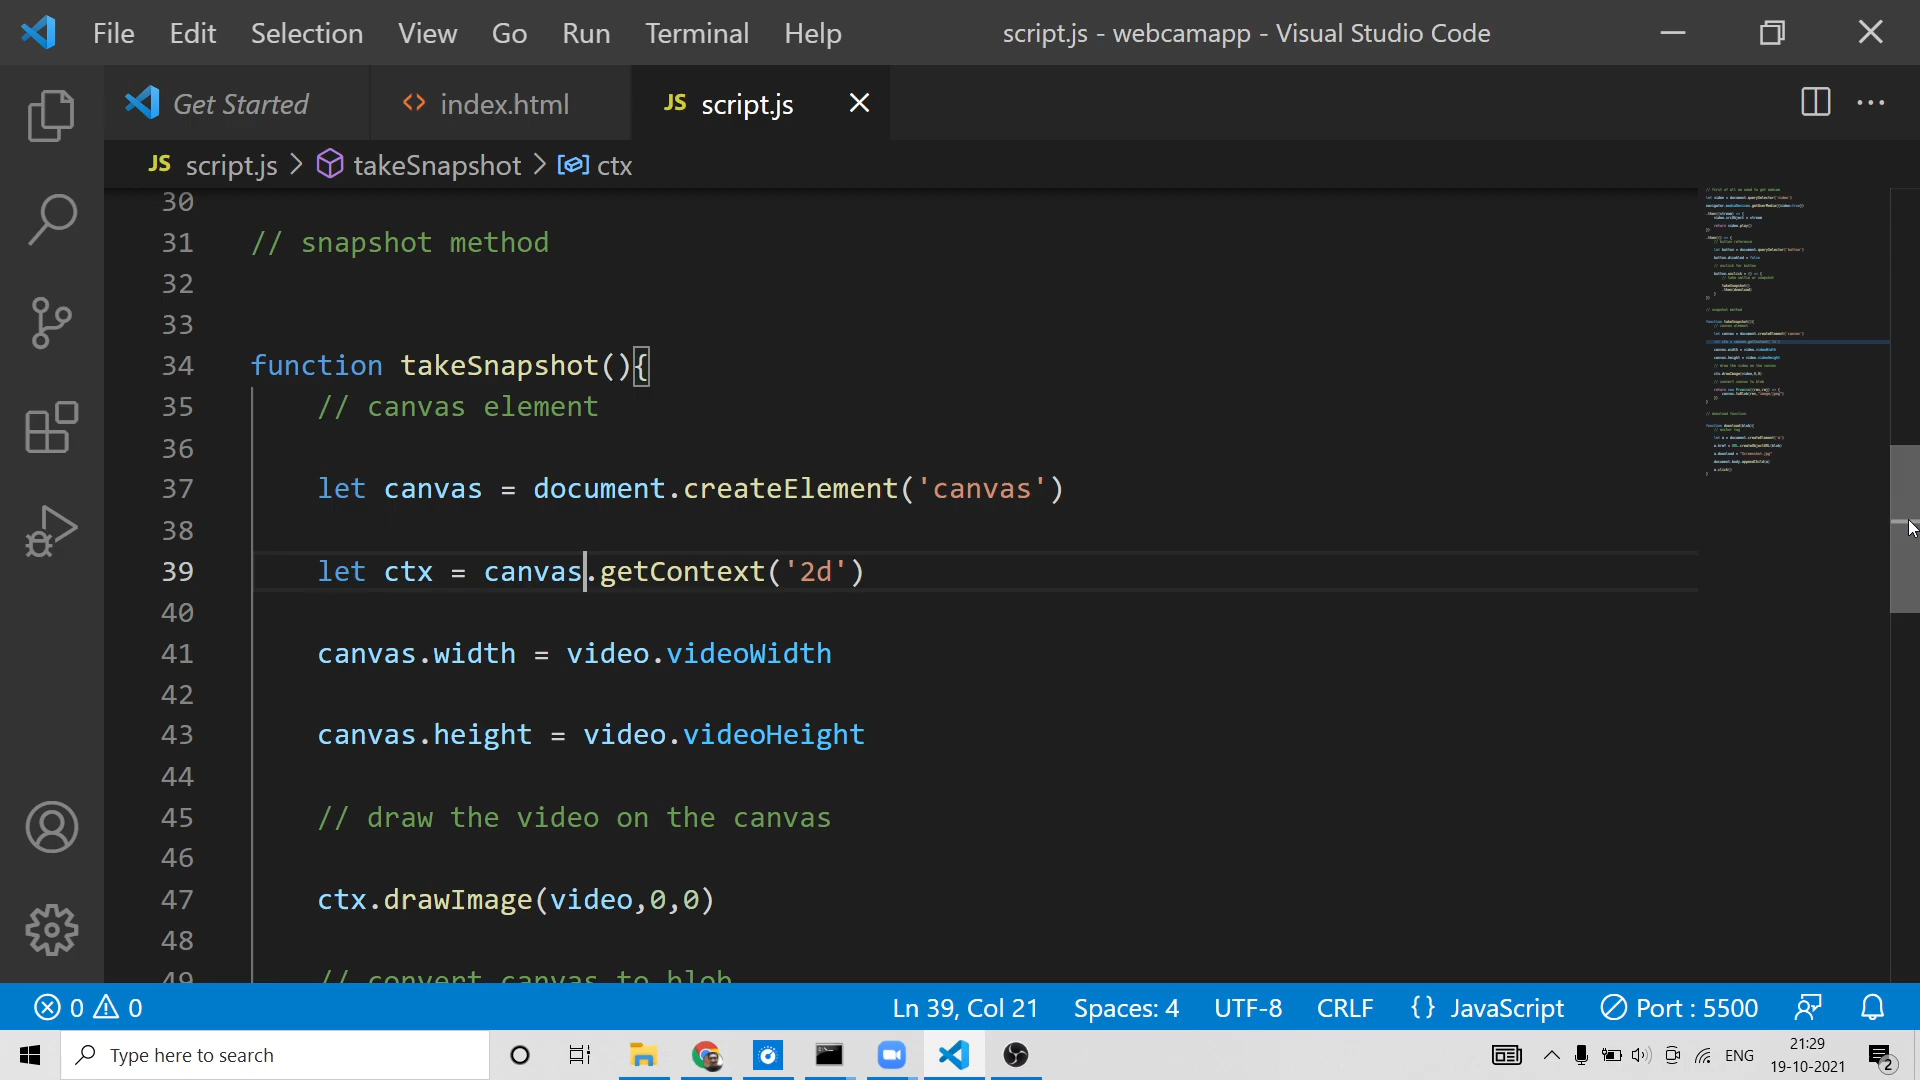 File Edit Selection View Go Run Terminal Help script.js - webcamapp - Visual Studio Code
Get Started index.html JS script.js
JS script.js > takeSnapshot > ctx
30
31 // snapshot method
32
33
34 function takeSnapshot(){
35 // canvas element
36
37 let canvas = document.createElement('canvas')
38
39 let ctx = canvas.getContext('2d')
40
41 canvas.width = video.videoWidth
42
43 canvas.height = video.videoHeight
44
45 // draw the video on the canvas
46
47 ctx.drawImage(video,0,0)
48
49 // convert canvas to blob
0 0 Ln 39, Col 21 Spaces: 4 UTF-8 CRLF {} JavaScript Port : 5500
Type here to search ENG 21:29
19-10-2021 2